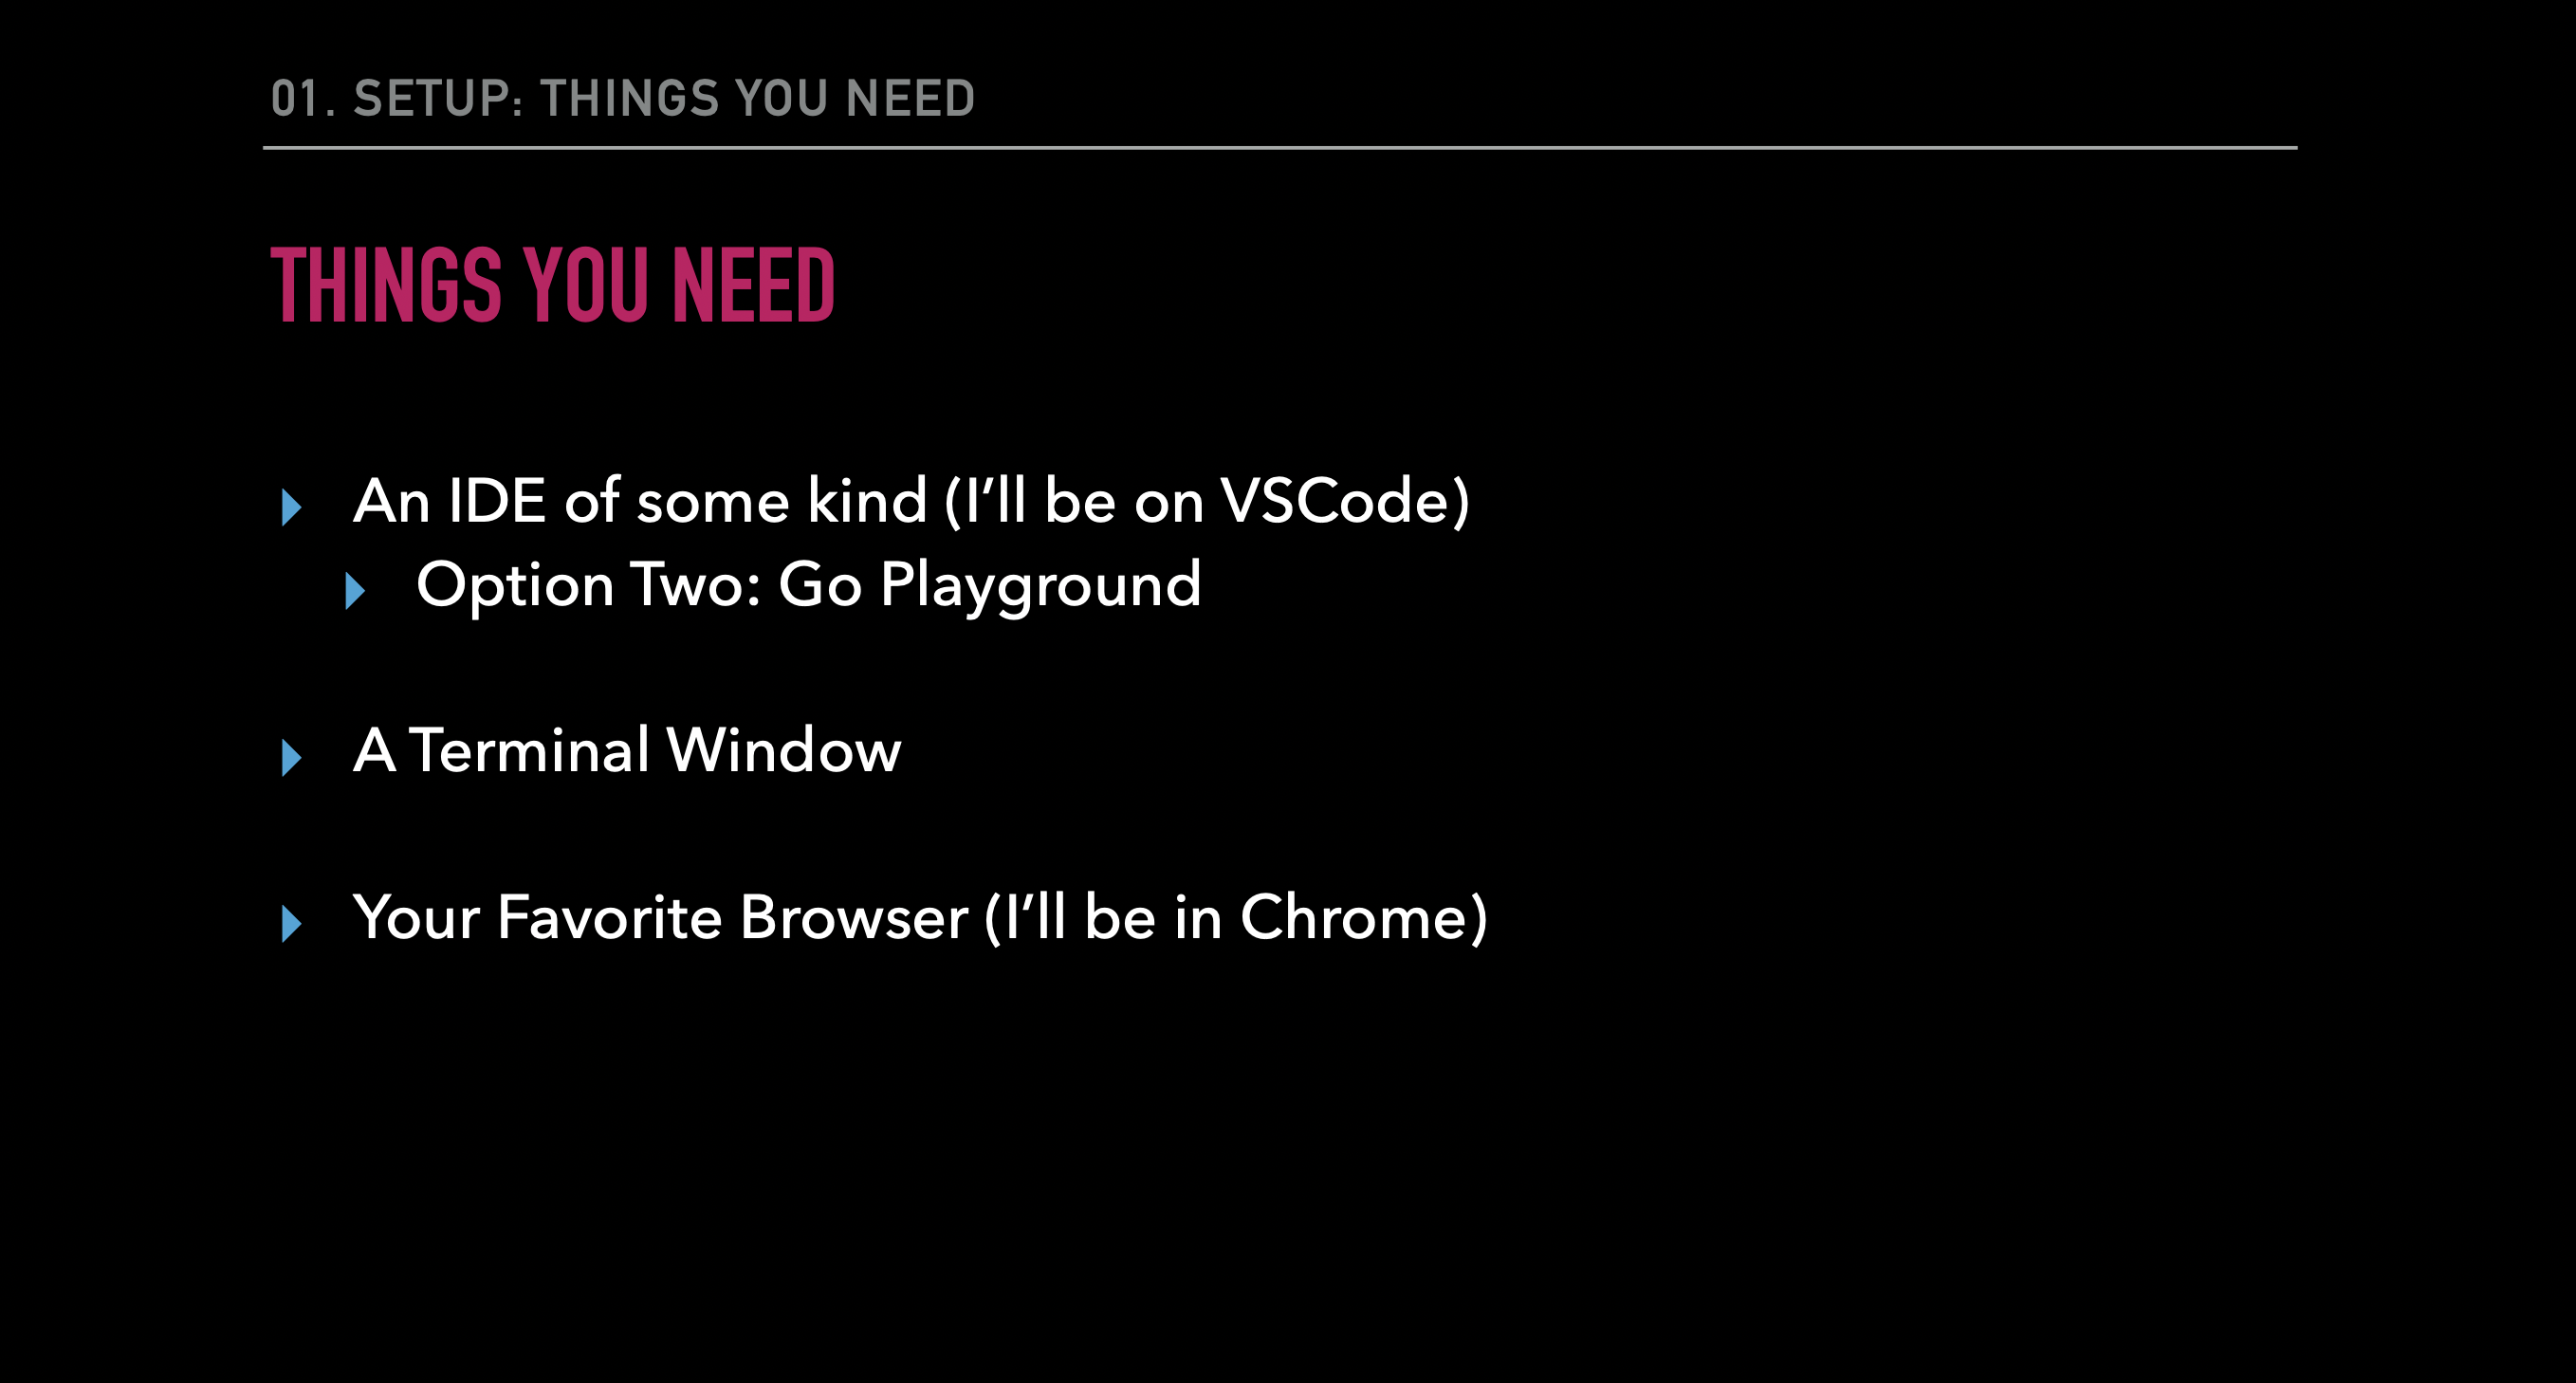 01. SETUP: THINGS YOU NEED
THINGS YOU NEED
An IDE of some kind (I’ll be on VSCode)
Option Two: Go Playground
A Terminal Window
Your Favorite Browser (I’ll be in Chrome)